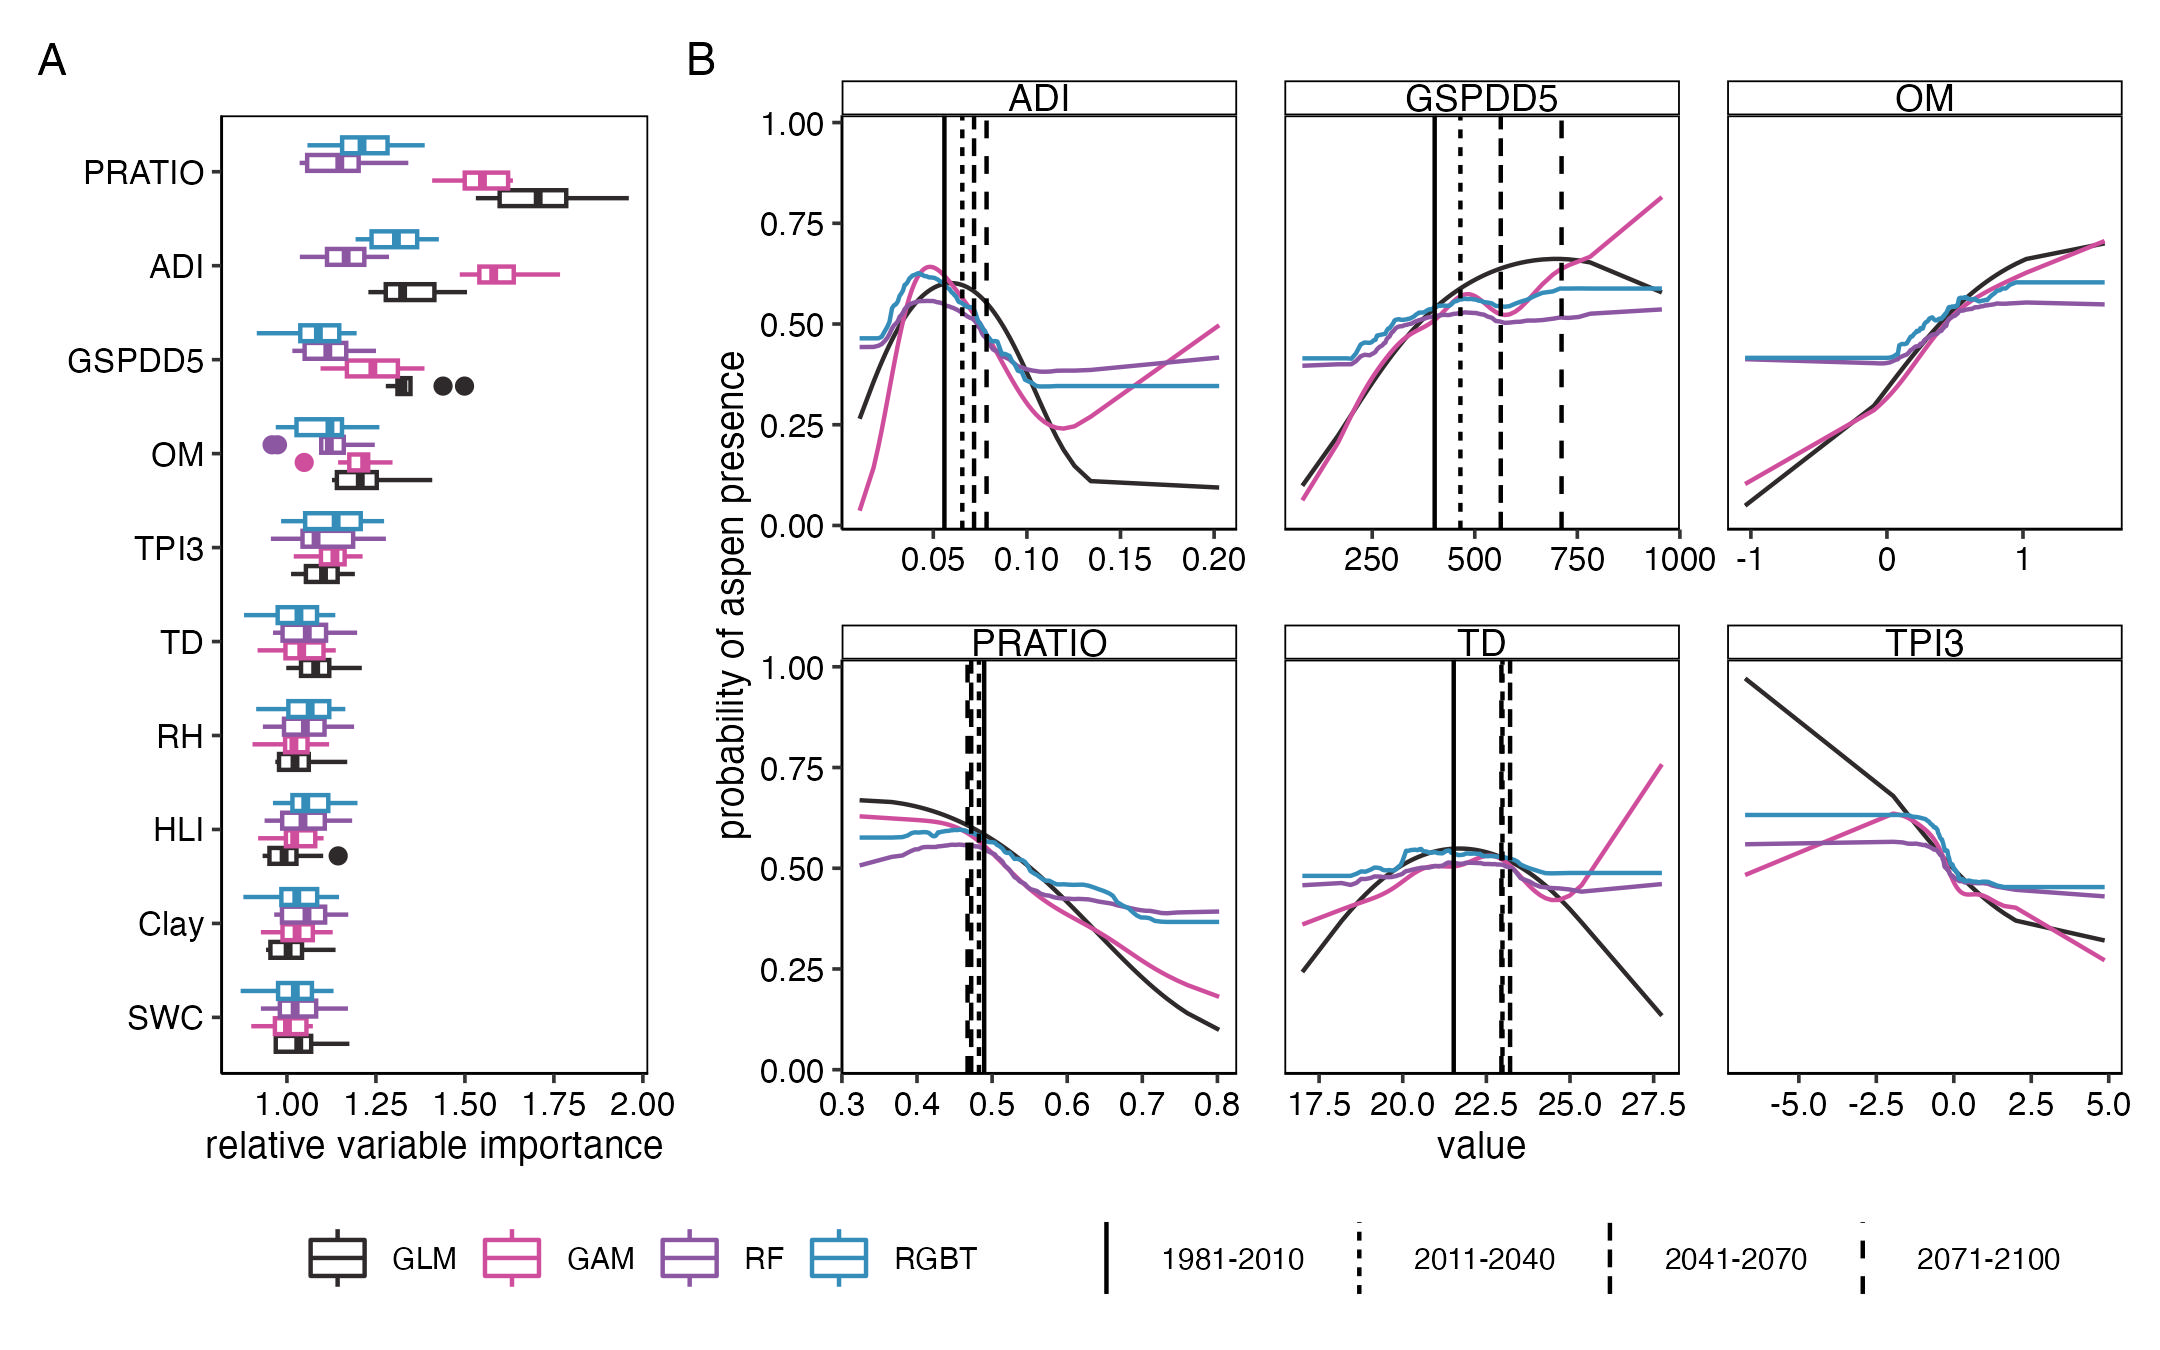 A
PRATIO
ADI
GSPDD5
OM
TPI3
TD
RH
HLI
Clay
SWC
1.00 1.25 1.50 1.75 2.00
relative variable importance
B
probability of aspen presence
ADI GSPDD5 OM
1.00
0.75
0.50
0.25
0.00
0.05 0.10 0.15 0.20 250 500 750 1000 -1 0 1
PRATIO TD TPI3
1.00
0.75
0.50
0.25
0.00
0.3 0.4 0.5 0.6 0.7 0.8 17.5 20.0 22.5 25.0 27.5 -5.0 -2.5 0.0 2.5 5.0
value
GLM GAM RF RGBT 1981-2010 2011-2040 2041-2070 2071-2100